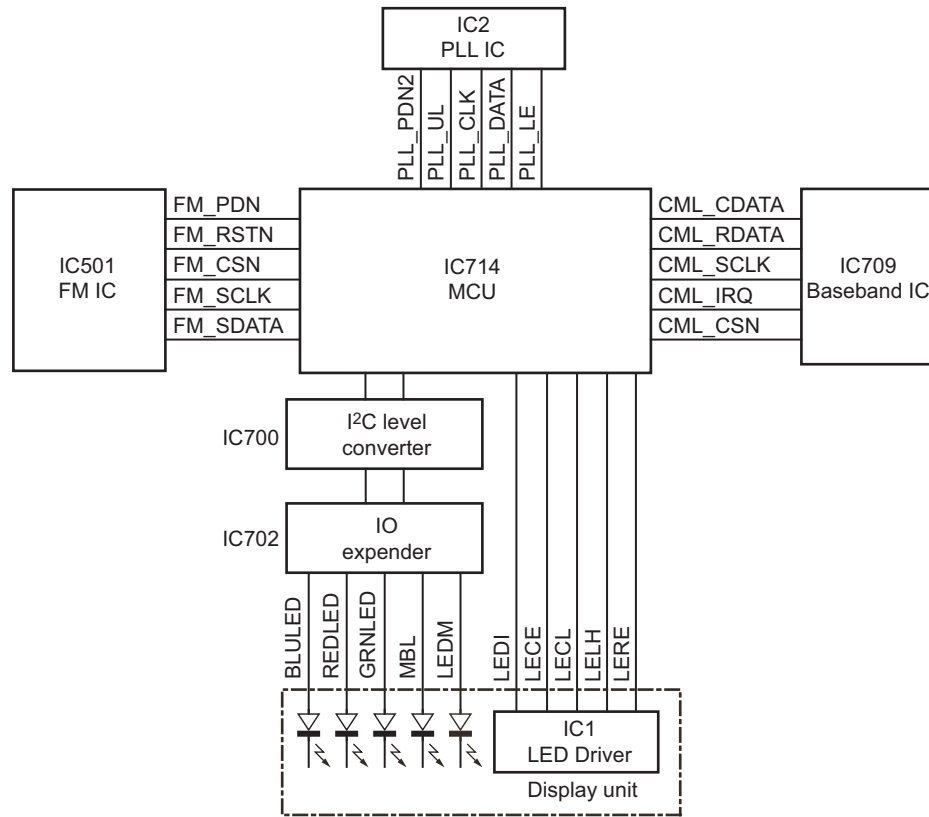 IC2
PLL IC
PLL_PDN2
PLL_UL
PLL_CLK
PLL_DATA
PLL_LE
IC501
FM IC
FM_PDN
FM_RSTN
FM_CSN
FM_SCLK
FM_SDATA
IC714
MCU
CML_CDATA
CML_RDATA
CML_SCLK
CML_IRQ
CML_CSN
IC709
Baseband IC
IC700
I²C level
converter
IC702
IO
expender
BLULED
REDLED
GRNLED
MBL
LEDM
LEDI
LECE
LECL
LELH
LERE
IC1
LED Driver
Display unit